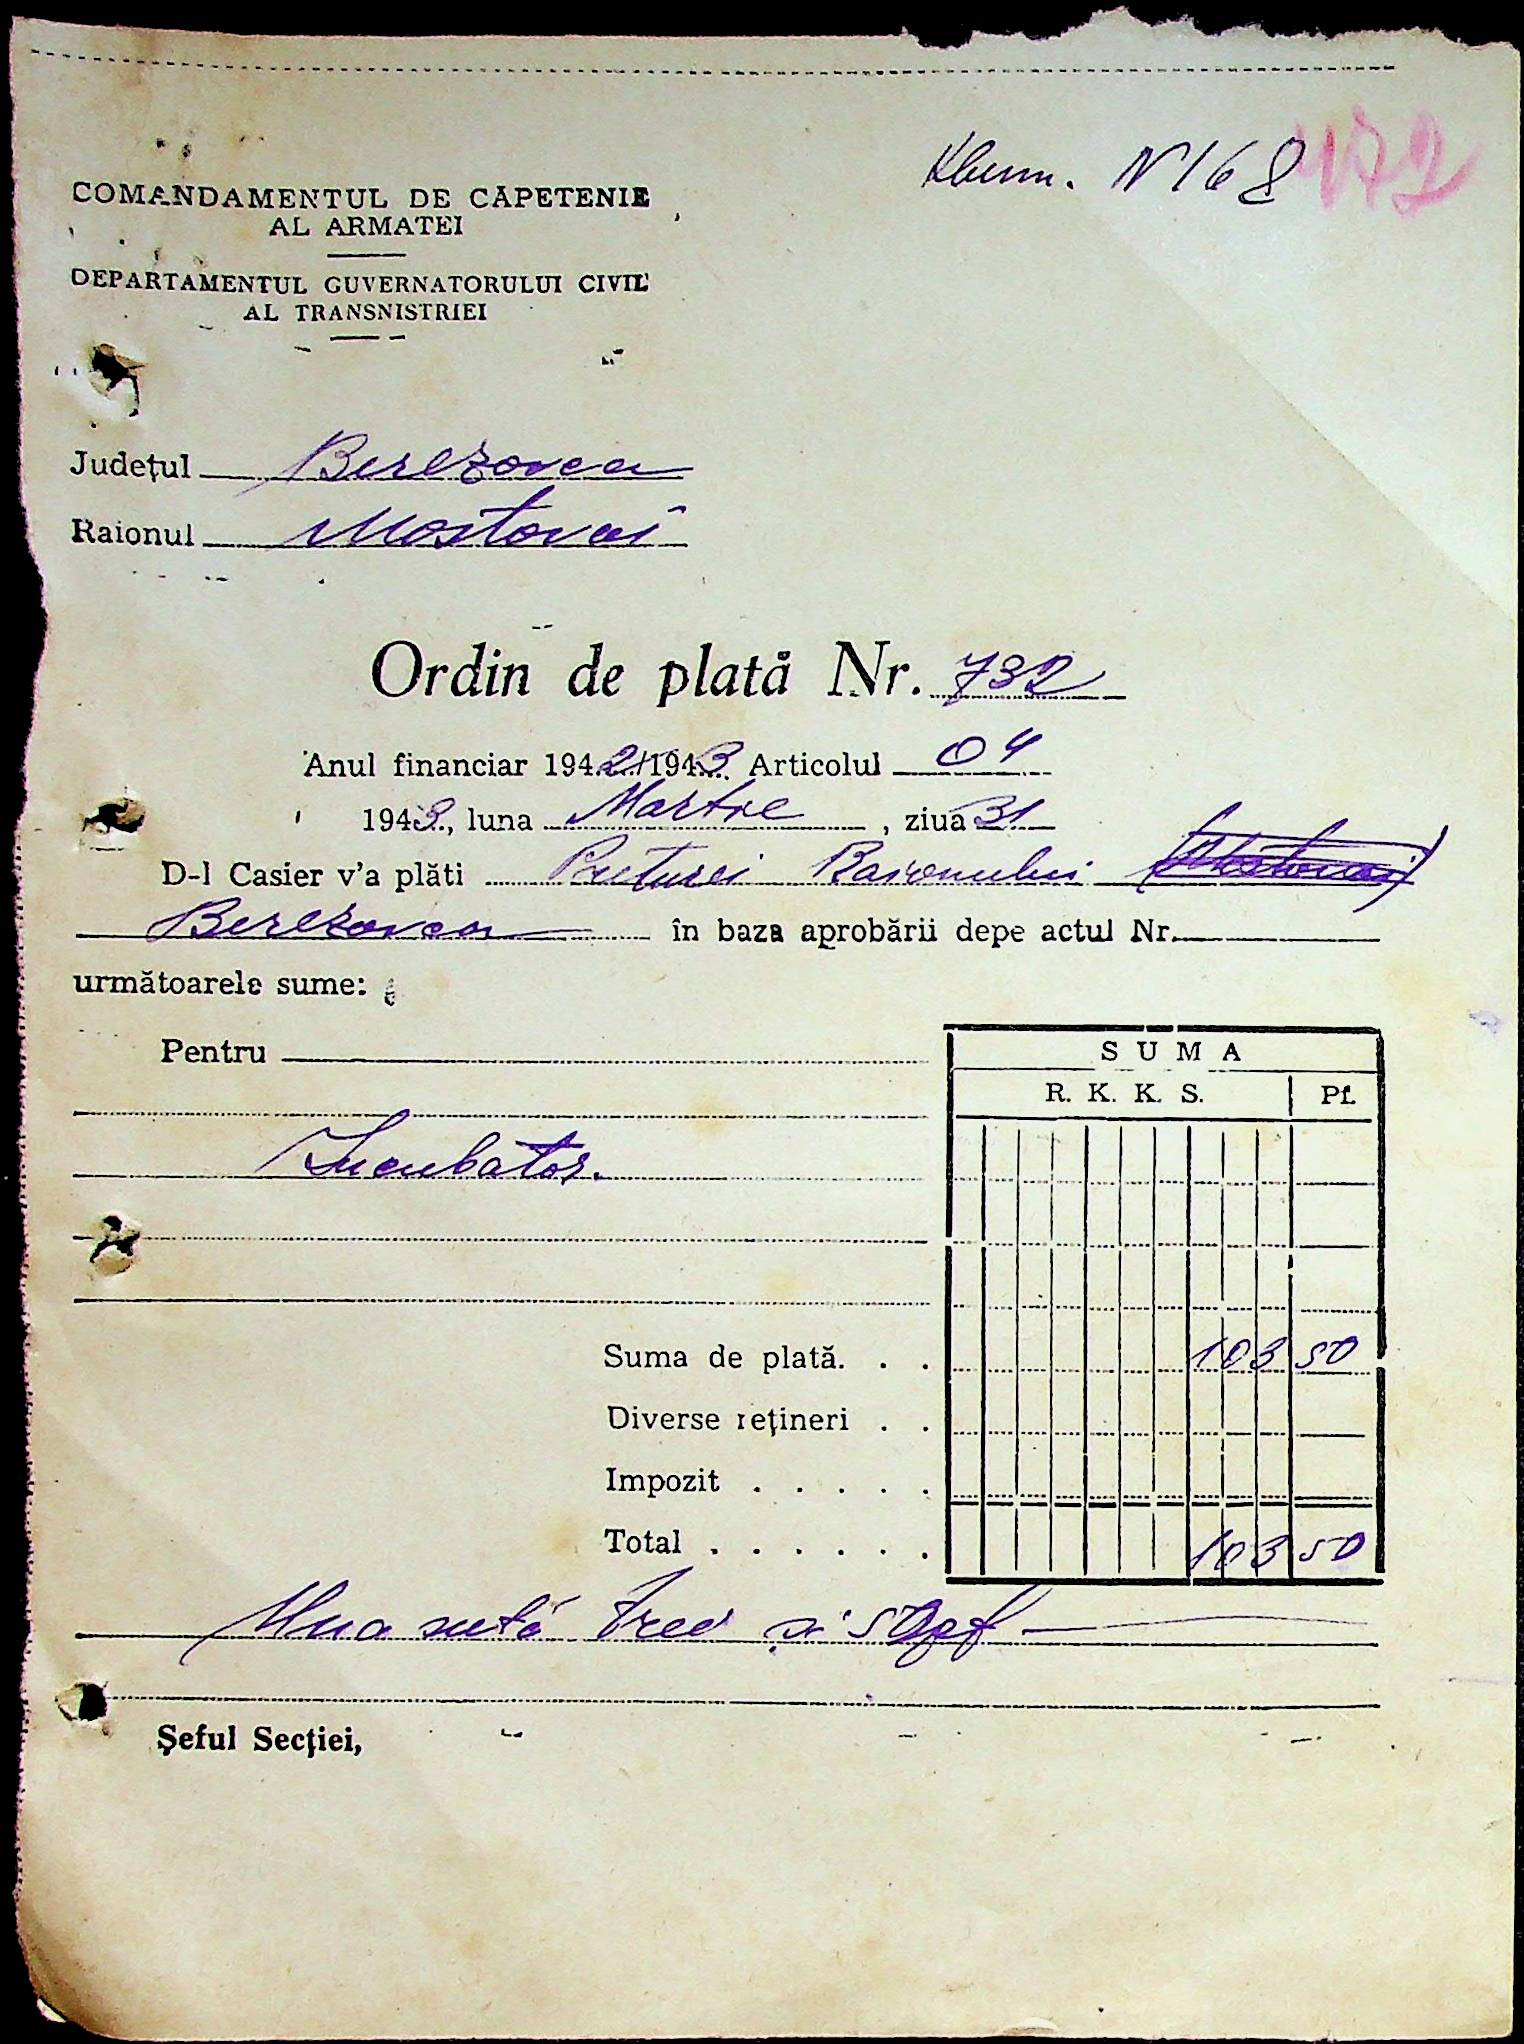 Квит. N 168 172
COMANDAMENTUL DE CAPETENIE
AL ARMATEI
DEPARTAMENTUL GUVERNATORULUI CIVIL
AL TRANSNISTRIEI
Județul Berezovca
Raionul Mostovoi
Ordin de plată Nr. 732
Anul financiar 1942/1943 Articolul 04
1943, luna Martie, ziua 31
D-l Casier v'a plăti Preturei Raionului
Berezovca în baza aprobării depe actul Nr.
următoarele sume:
Pentru
SUMA
R. K. K. S. Pf.
Incubator.
Suma de plată. . . 103 50
Diverse rețineri . .
Impozit . . . . .
Total . . . . . . 103 50
Una sută trei și 50pf
Șeful Secției,